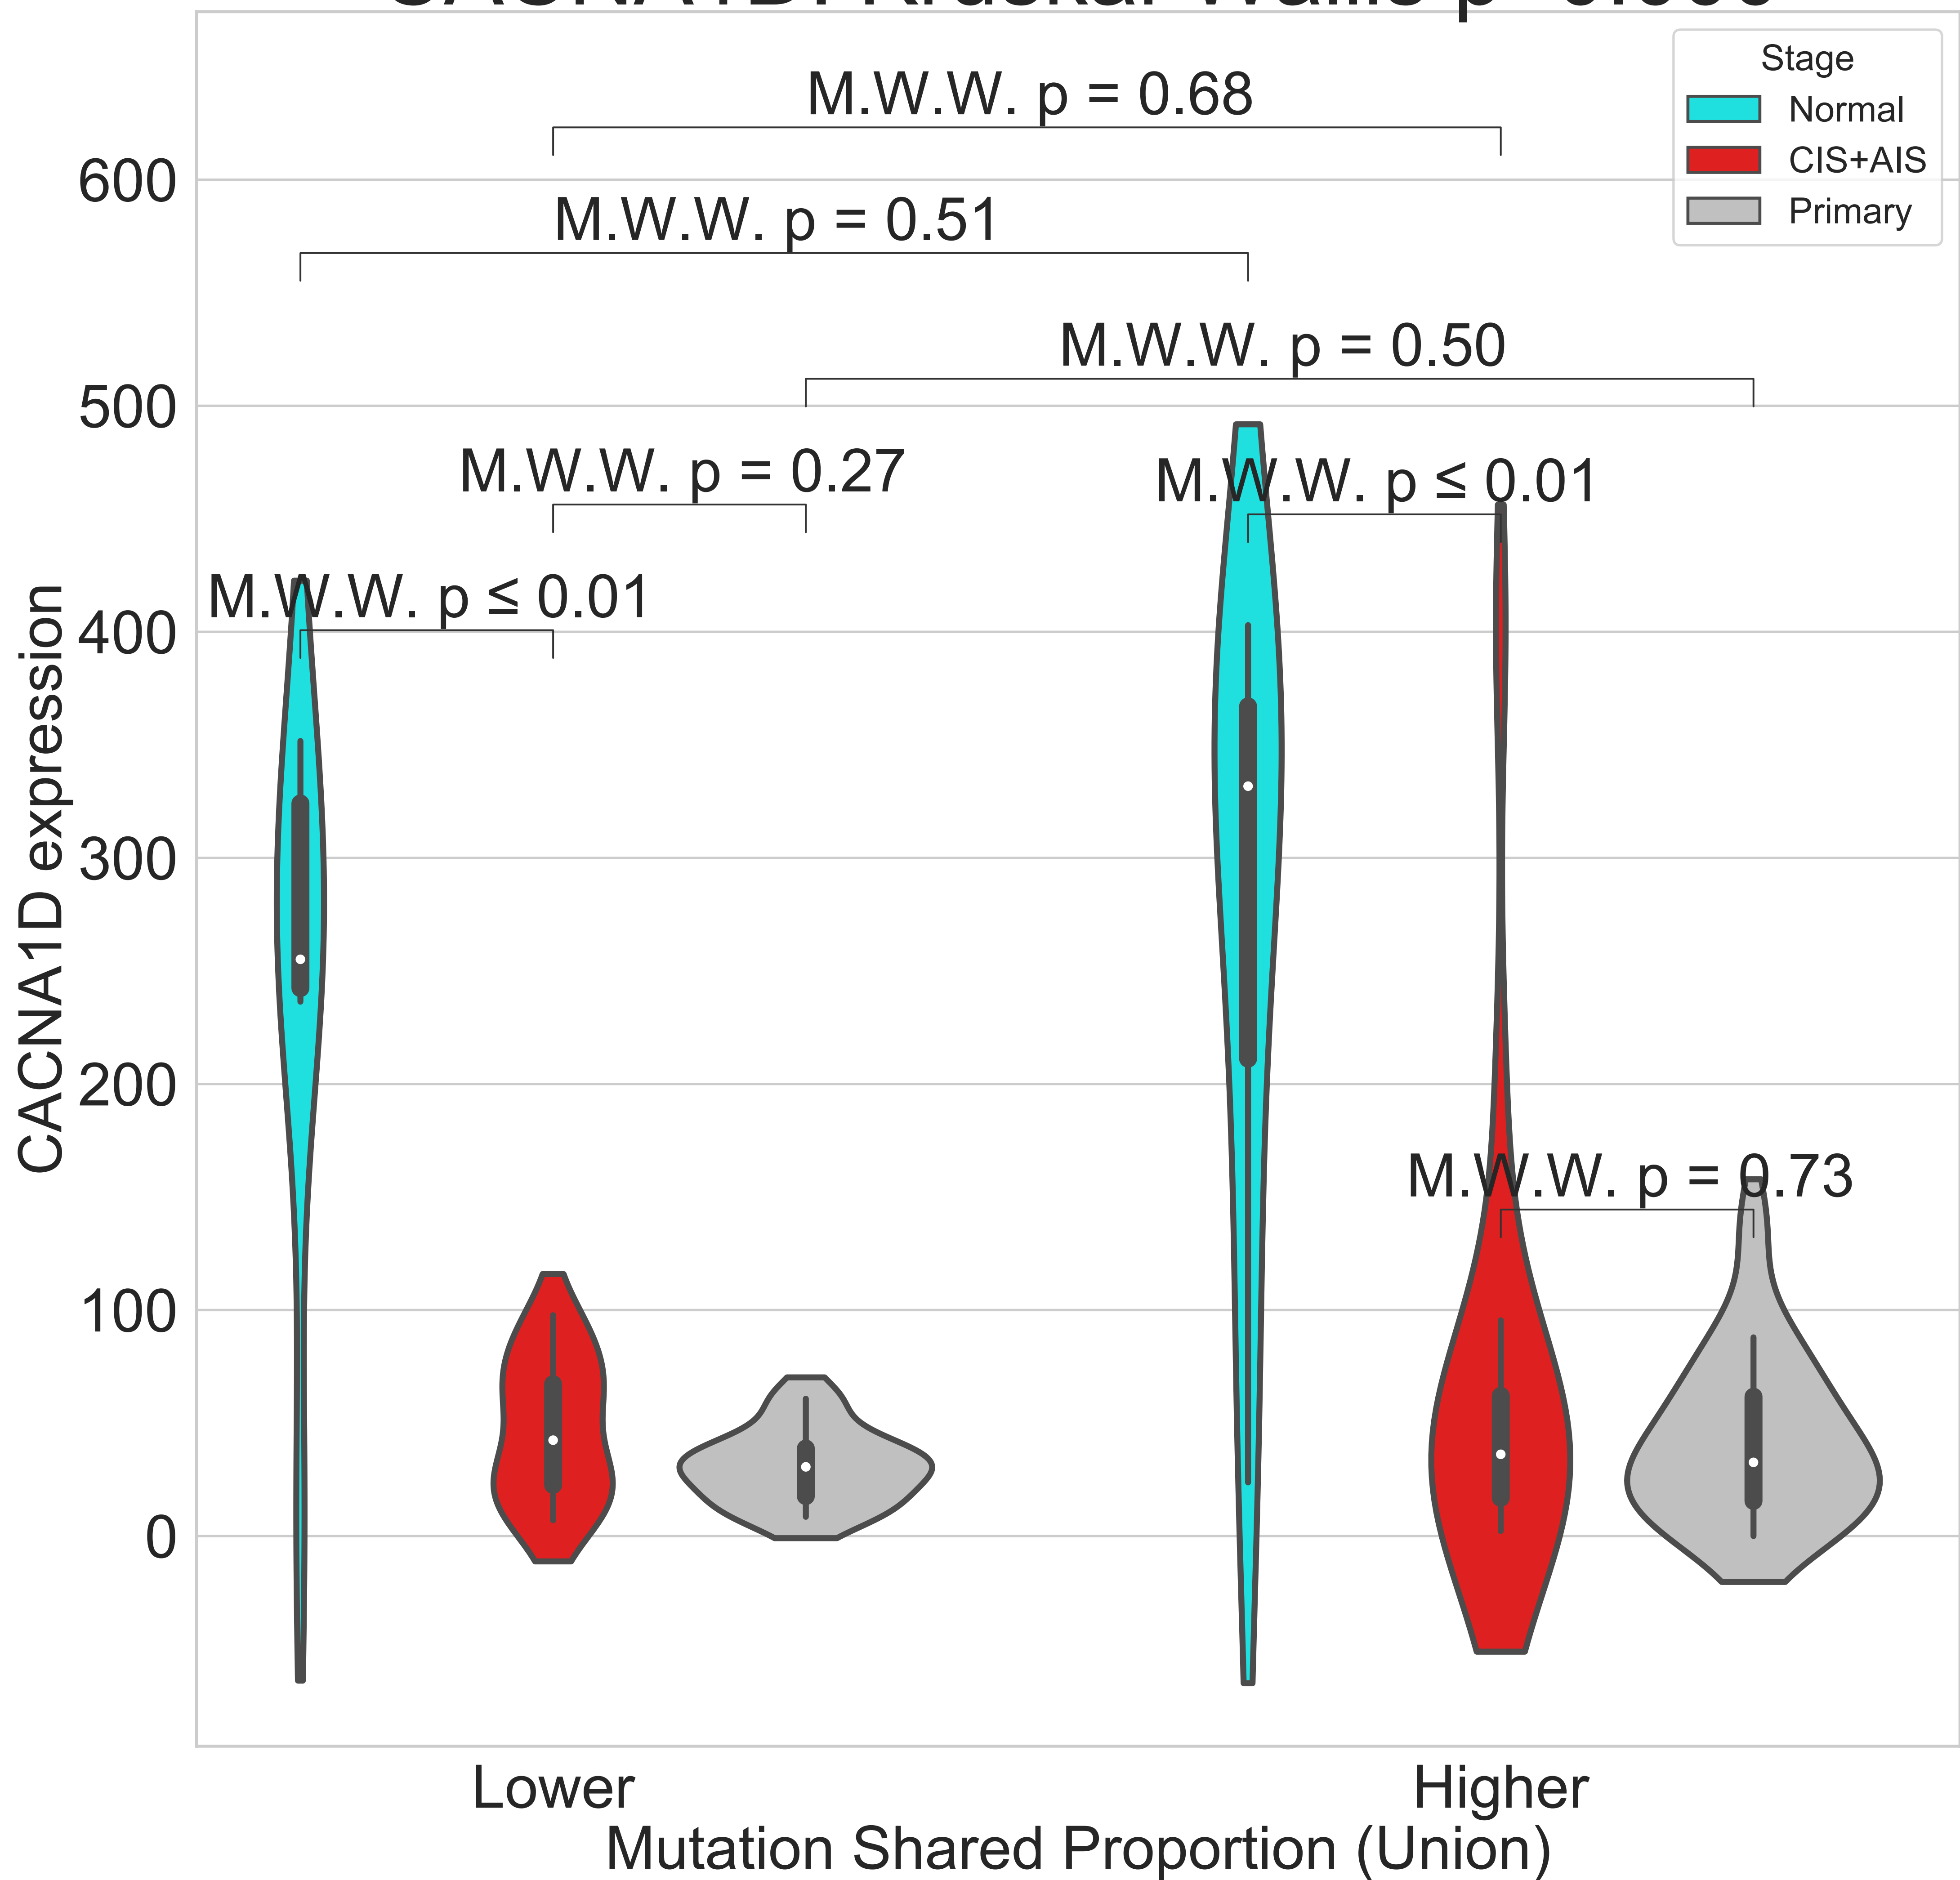 Stage
Normal
CIS+AIS
Primary
M.W.W. p = 0.68
M.W.W. p = 0.51
M.W.W. p = 0.50
M.W.W. p = 0.27
M.W.W. p ≤ 0.01
M.W.W. p ≤ 0.01
M.W.W. p = 0.73
600
500
400
300
200
100
0
CACNA1D expression
Lower
Higher
Mutation Shared Proportion (Union)